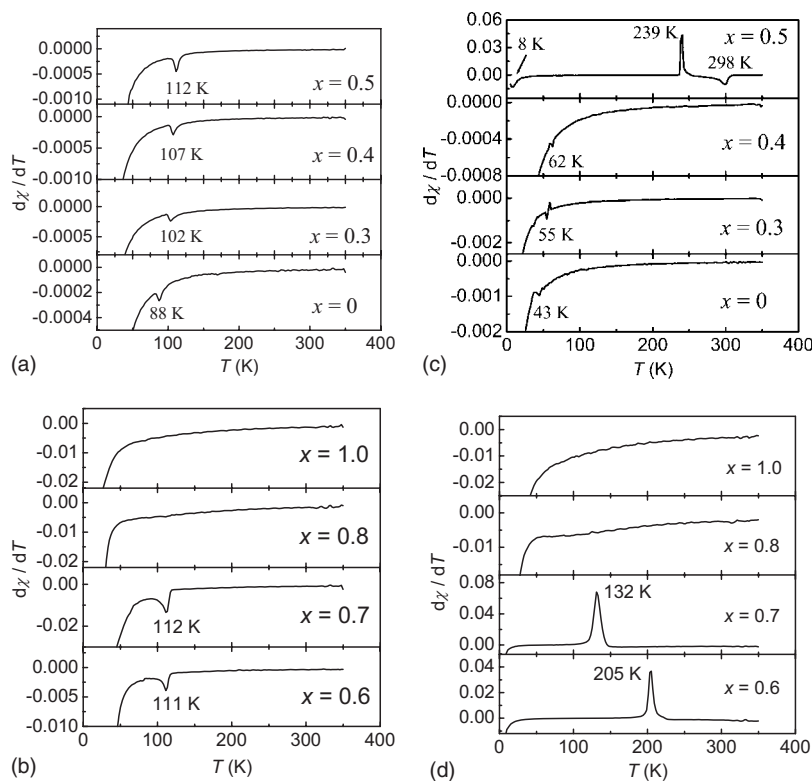 0.0000
-0.0005
-0.0010
112 K
x = 0.5
0.0000
-0.0005
-0.0010
107 K
x = 0.4
0.0000
-0.0005
102 K
x = 0.3
0.0000
-0.0002
-0.0004
88 K
x = 0
dχ / dT
0 100 200 300 400
T (K)
(a)
0.06
0.03
0.00
8 K
239 K
298 K
x = 0.5
0.0000
-0.0004
-0.0008
62 K
x = 0.4
0.000
-0.002
55 K
x = 0.3
0.000
-0.001
-0.002
43 K
x = 0
dχ / dT
0 100 200 300 400
T (K)
(c)
0.00
-0.01
-0.02
x = 1.0
0.00
-0.01
-0.02
x = 0.8
0.00
-0.02
112 K
x = 0.7
0.000
-0.005
-0.010
111 K
x = 0.6
dχ / dT
0 100 200 300 400
T (K)
(b)
0.00
-0.01
-0.02
x = 1.0
0.00
-0.01
x = 0.8
0.08
0.04
0.00
132 K
x = 0.7
0.04
0.02
0.00
205 K
x = 0.6
dχ / dT
0 100 200 300 400
T (K)
(d)